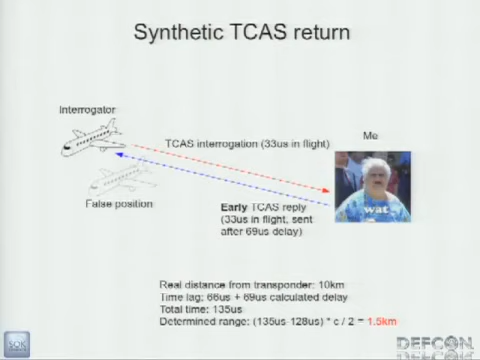 Synthetic TCAS return
Interrogator
TCAS interrogation (33us in flight)
Me
wat
False position
Early TCAS reply
(33us in flight, sent
after 69us delay)
Real distance from transponder: 10km
Time lag: 66us + 69us calculated delay
Total time: 135us
Determined range: (135us-128us) * c / 2 = 1.5km
DEFCON